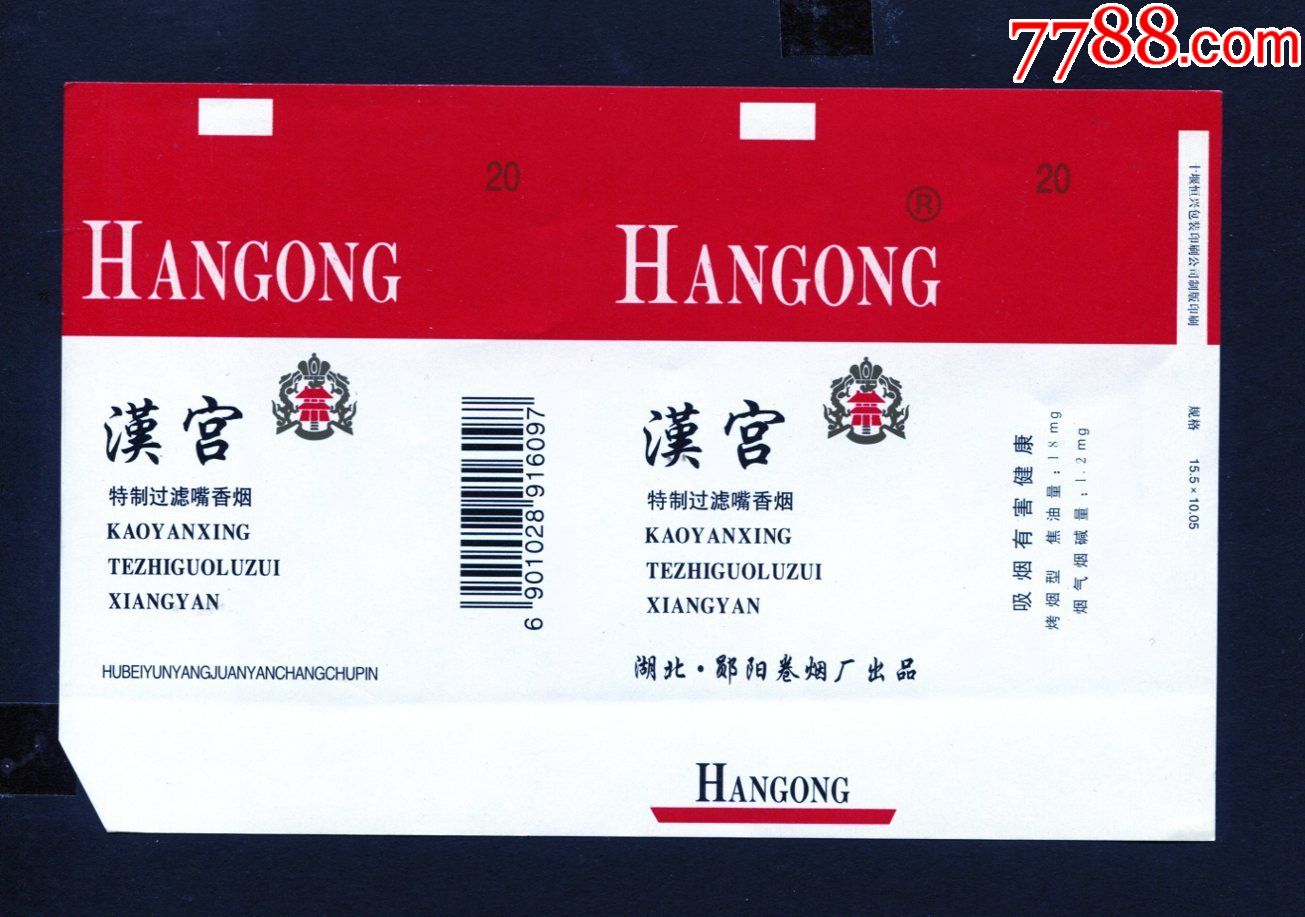 7788.com
20
HANGONG
漢宫
特制过滤嘴香烟
KAOYANXING
TEZHIGUOLUZUI
XIANGYAN
HUBEIYUNYANGJUANYANCHANGCHUPIN
6 901028 916097
20
®
HANGONG
漢宫
特制过滤嘴香烟
KAOYANXING
TEZHIGUOLUZUI
XIANGYAN
湖北·郧阳卷烟厂出品
HANGONG
吸烟有害健康
烤烟型 焦油量:18mg
烟气烟碱量:1.2mg
十堰恒兴包装印刷公司制版印刷
规格 15.5×10.05